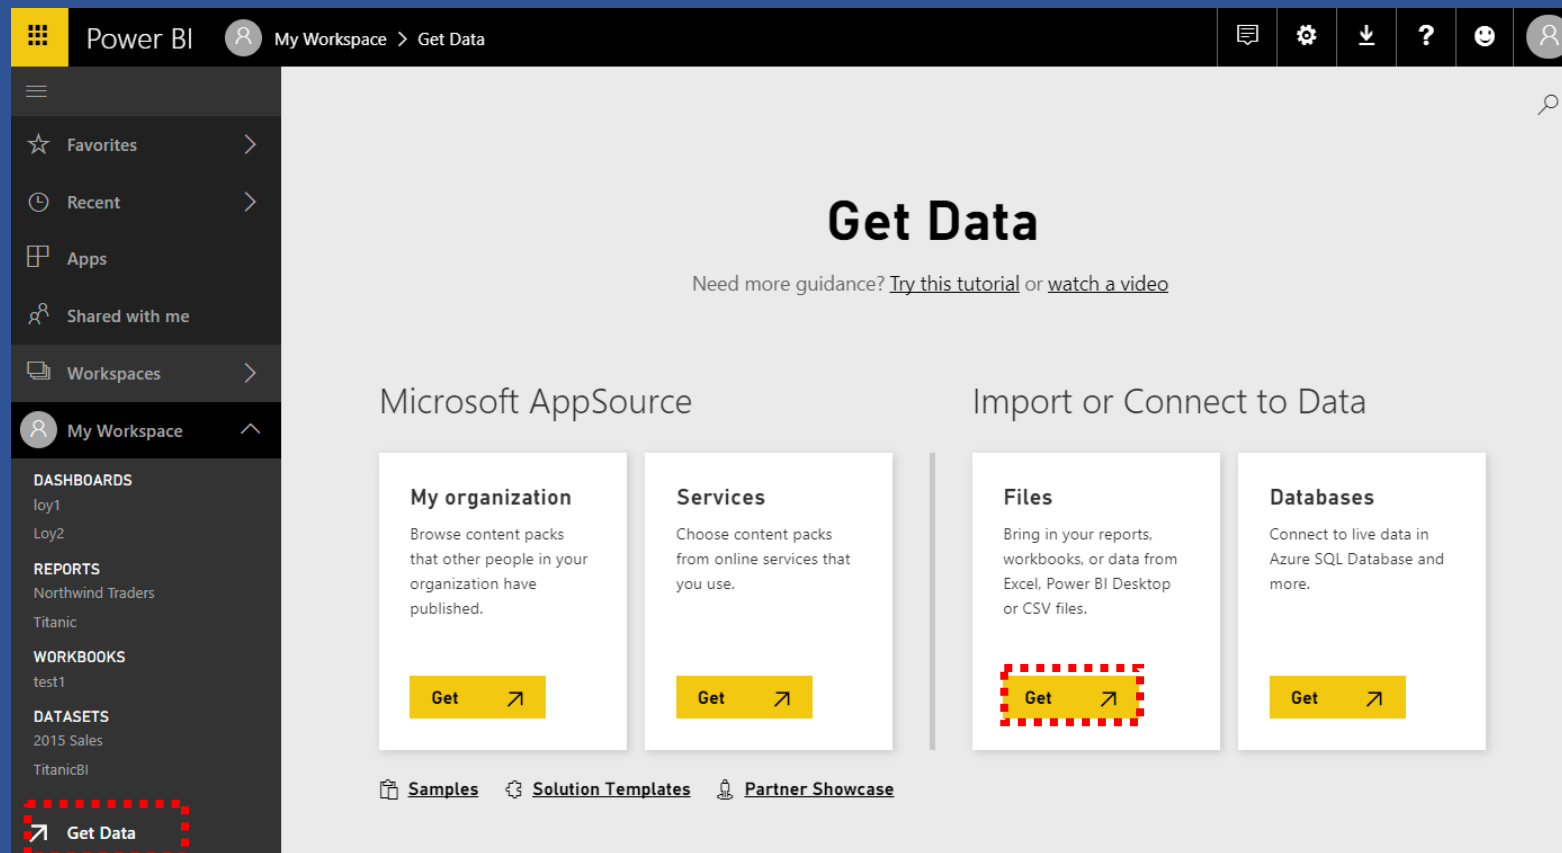 Power BI My Workspace > Get Data
Favorites
Recent
Apps
Shared with me
Workspaces
My Workspace
DASHBOARDS
loy1
Loy2
REPORTS
Northwind Traders
Titanic
WORKBOOKS
test1
DATASETS
2015 Sales
TitanicBI
Get Data
Get Data
Need more guidance? Try this tutorial or watch a video
Microsoft AppSource
My organization
Browse content packs
that other people in your
organization have
published.
Get
Services
Choose content packs
from online services that
you use.
Get
Import or Connect to Data
Files
Bring in your reports,
workbooks, or data from
Excel, Power BI Desktop
or CSV files.
Get
Databases
Connect to live data in
Azure SQL Database and
more.
Get
Samples Solution Templates Partner Showcase